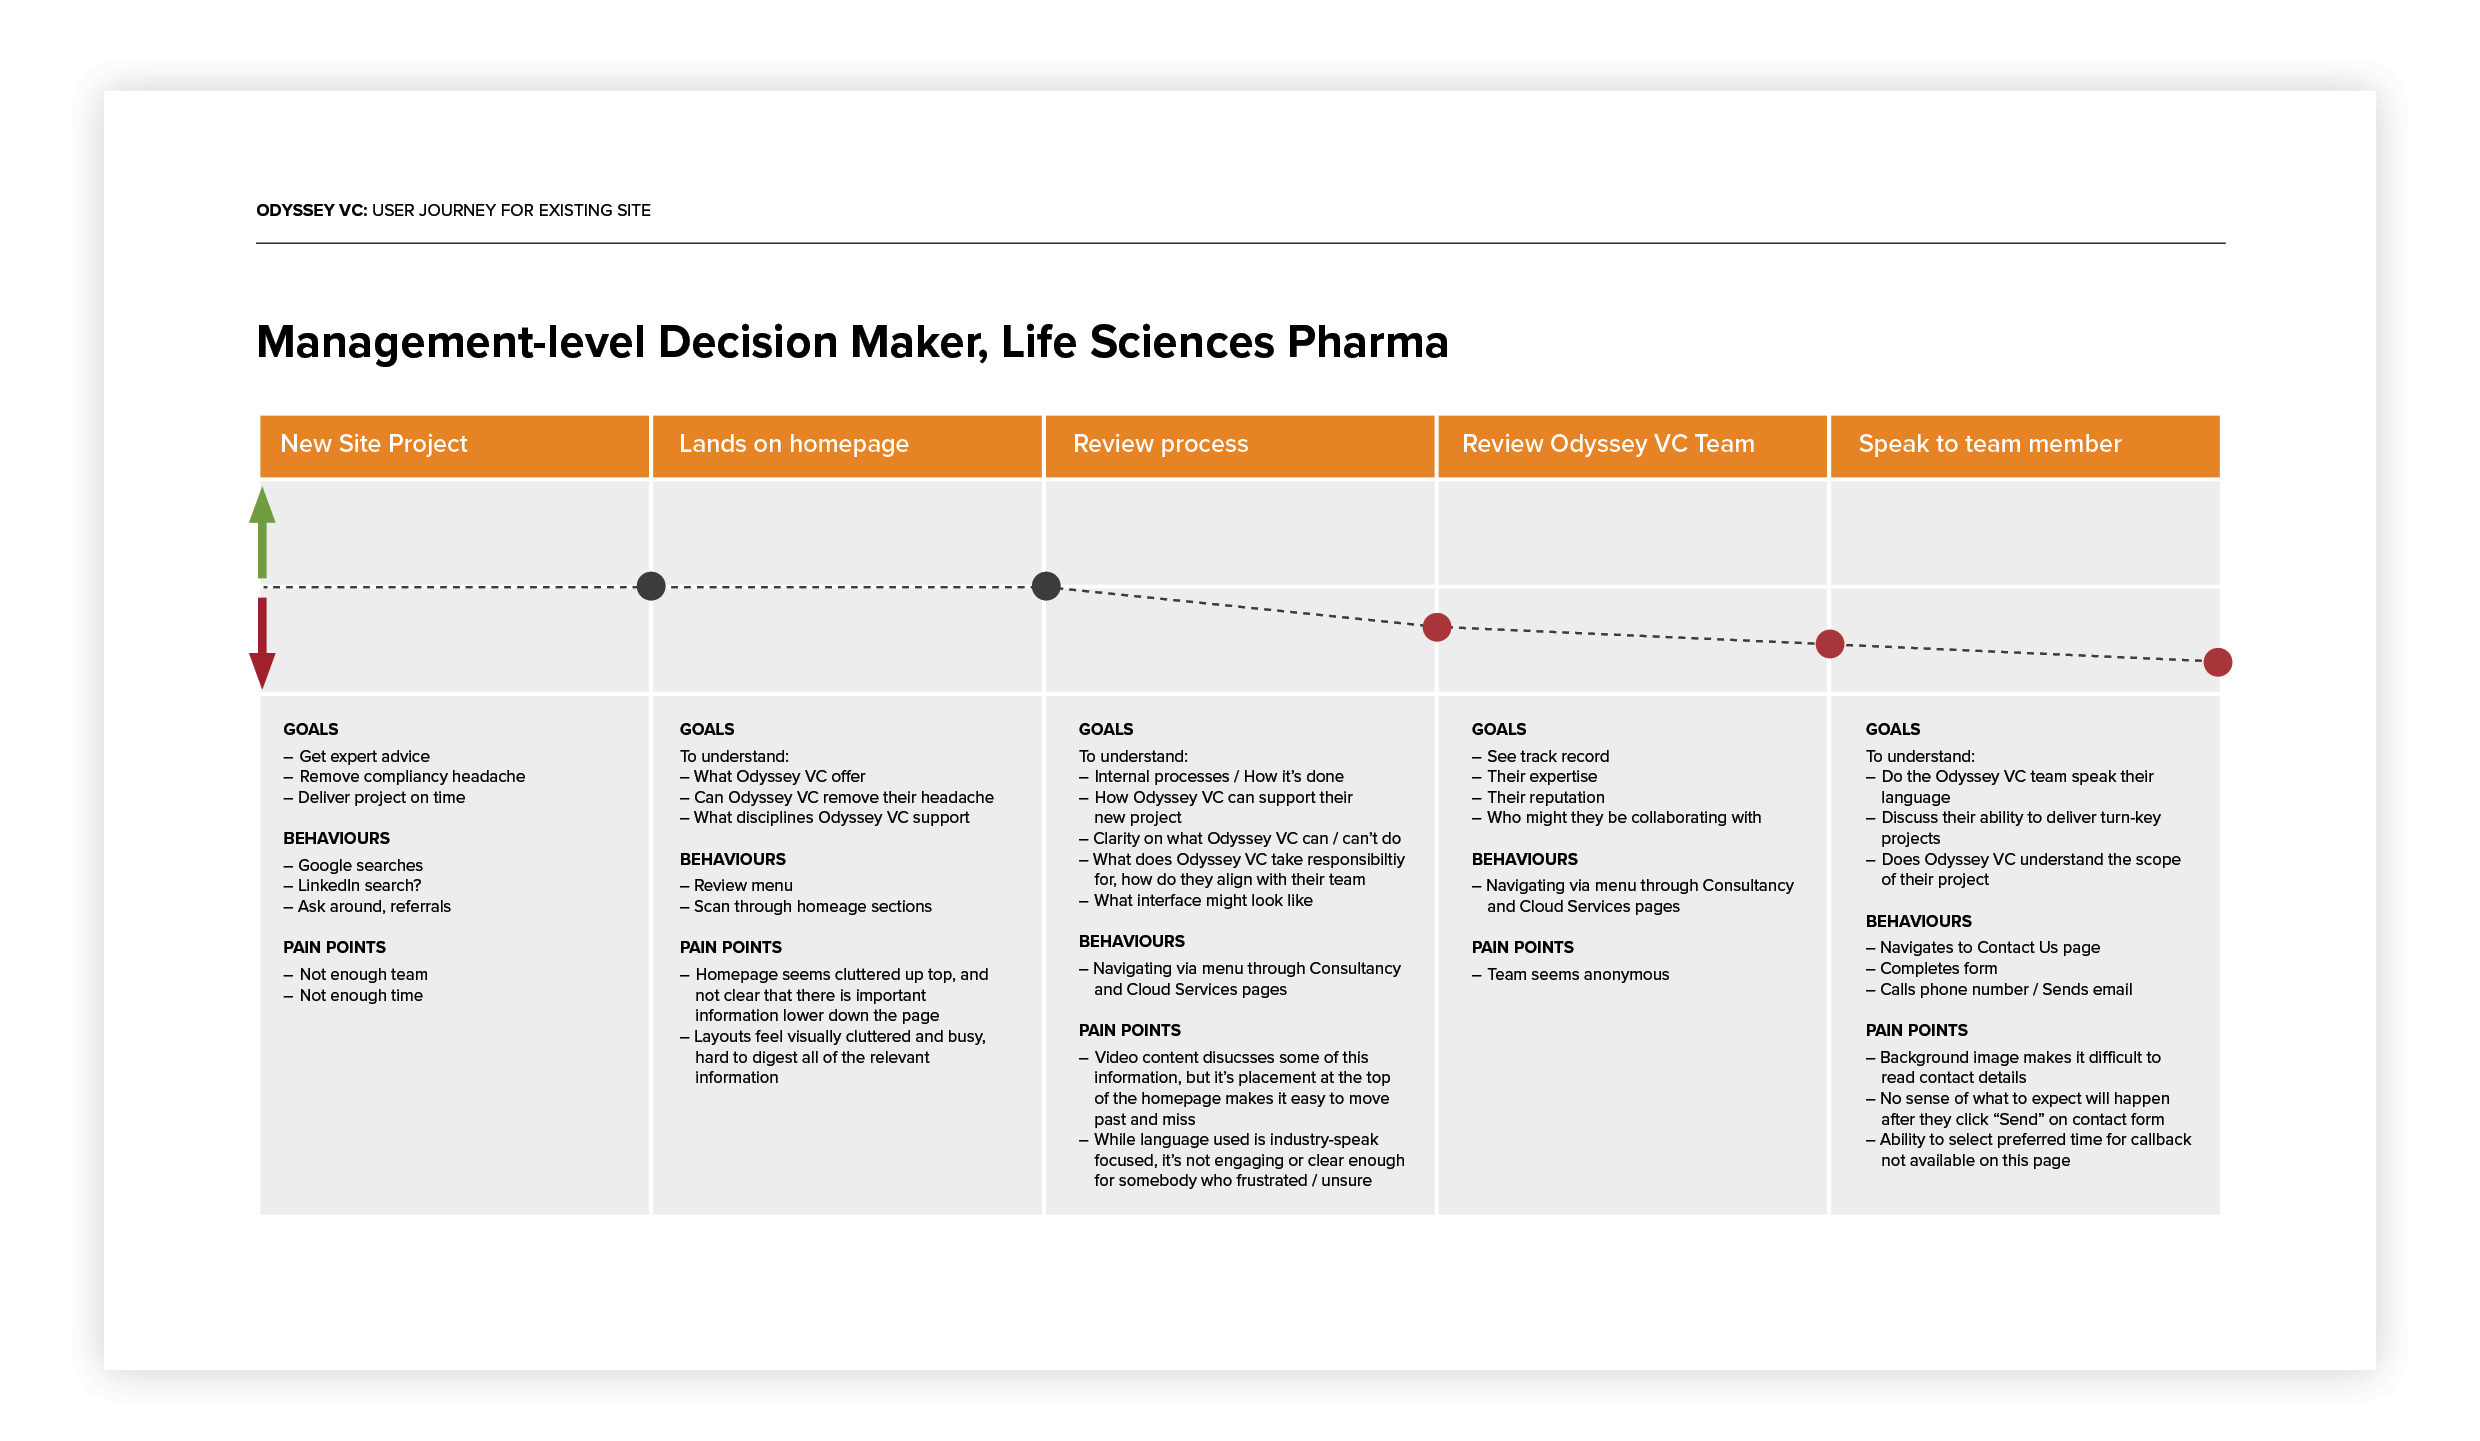 ODYSSEY VC: USER JOURNEY FOR EXISTING SITE
Management-level Decision Maker, Life Sciences Pharma
New Site Project
Lands on homepage
Review process
Review Odyssey VC Team
Speak to team member
GOALS
– Get expert advice
– Remove compliancy headache
– Deliver project on time
BEHAVIOURS
– Google searches
– LinkedIn search?
– Ask around, referrals
PAIN POINTS
– Not enough team
– Not enough time
GOALS
To understand:
– What Odyssey VC offer
– Can Odyssey VC remove their headache
– What disciplines Odyssey VC support
BEHAVIOURS
– Review menu
– Scan through homeage sections
PAIN POINTS
– Homepage seems cluttered up top, and
not clear that there is important
information lower down the page
– Layouts feel visually cluttered and busy,
hard to digest all of the relevant
information
GOALS
To understand:
– Internal processes / How it's done
– How Odyssey VC can support their
new project
– Clarity on what Odyssey VC can / can't do
– What does Odyssey VC take responsibiltiy
for, how do they align with their team
– What interface might look like
BEHAVIOURS
– Navigating via menu through Consultancy
and Cloud Services pages
PAIN POINTS
– Video content disucsses some of this
information, but it's placement at the top
of the homepage makes it easy to move
past and miss
– While language used is industry-speak
focused, it's not engaging or clear enough
for somebody who frustrated / unsure
GOALS
– See track record
– Their expertise
– Their reputation
– Who might they be collaborating with
BEHAVIOURS
– Navigating via menu through Consultancy
and Cloud Services pages
PAIN POINTS
– Team seems anonymous
GOALS
To understand:
– Do the Odyssey VC team speak their
language
– Discuss their ability to deliver turn-key
projects
– Does Odyssey VC understand the scope
of their project
BEHAVIOURS
– Navigates to Contact Us page
– Completes form
– Calls phone number / Sends email
PAIN POINTS
– Background image makes it difficult to
read contact details
– No sense of what to expect will happen
after they click “Send” on contact form
– Ability to select preferred time for callback
not available on this page